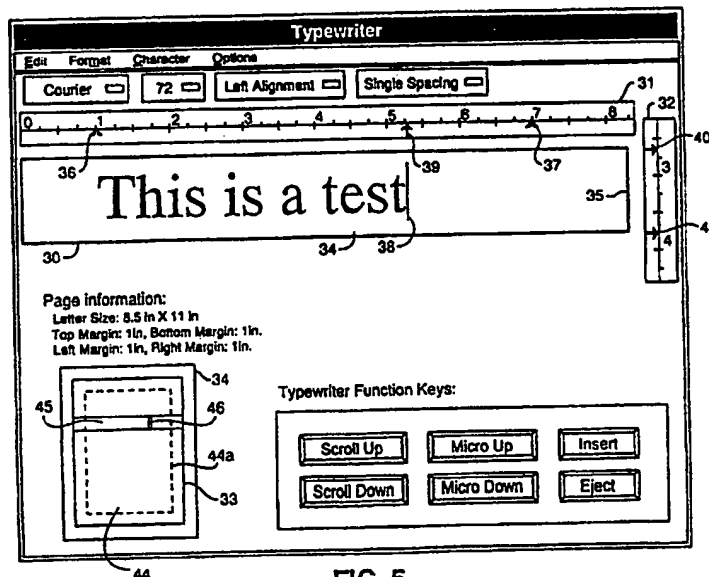 Typewriter
Edit Format Character Options
Courier 72 Left Alignment Single Spacing
31
0 1 2 3 4 5 6 7 8
32
36 39 37
40
3
This is a test
35
4
30 34 38
Page information:
Letter Size: 8.5 in X 11 in
Top Margin: 1in, Bottom Margin: 1in.
Left Margin: 1in, Right Margin: 1in.
34
Typewriter Function Keys:
45 46
Scroll Up Micro Up Insert
44a
33
Scroll Down Micro Down Eject
44
FIG. 5